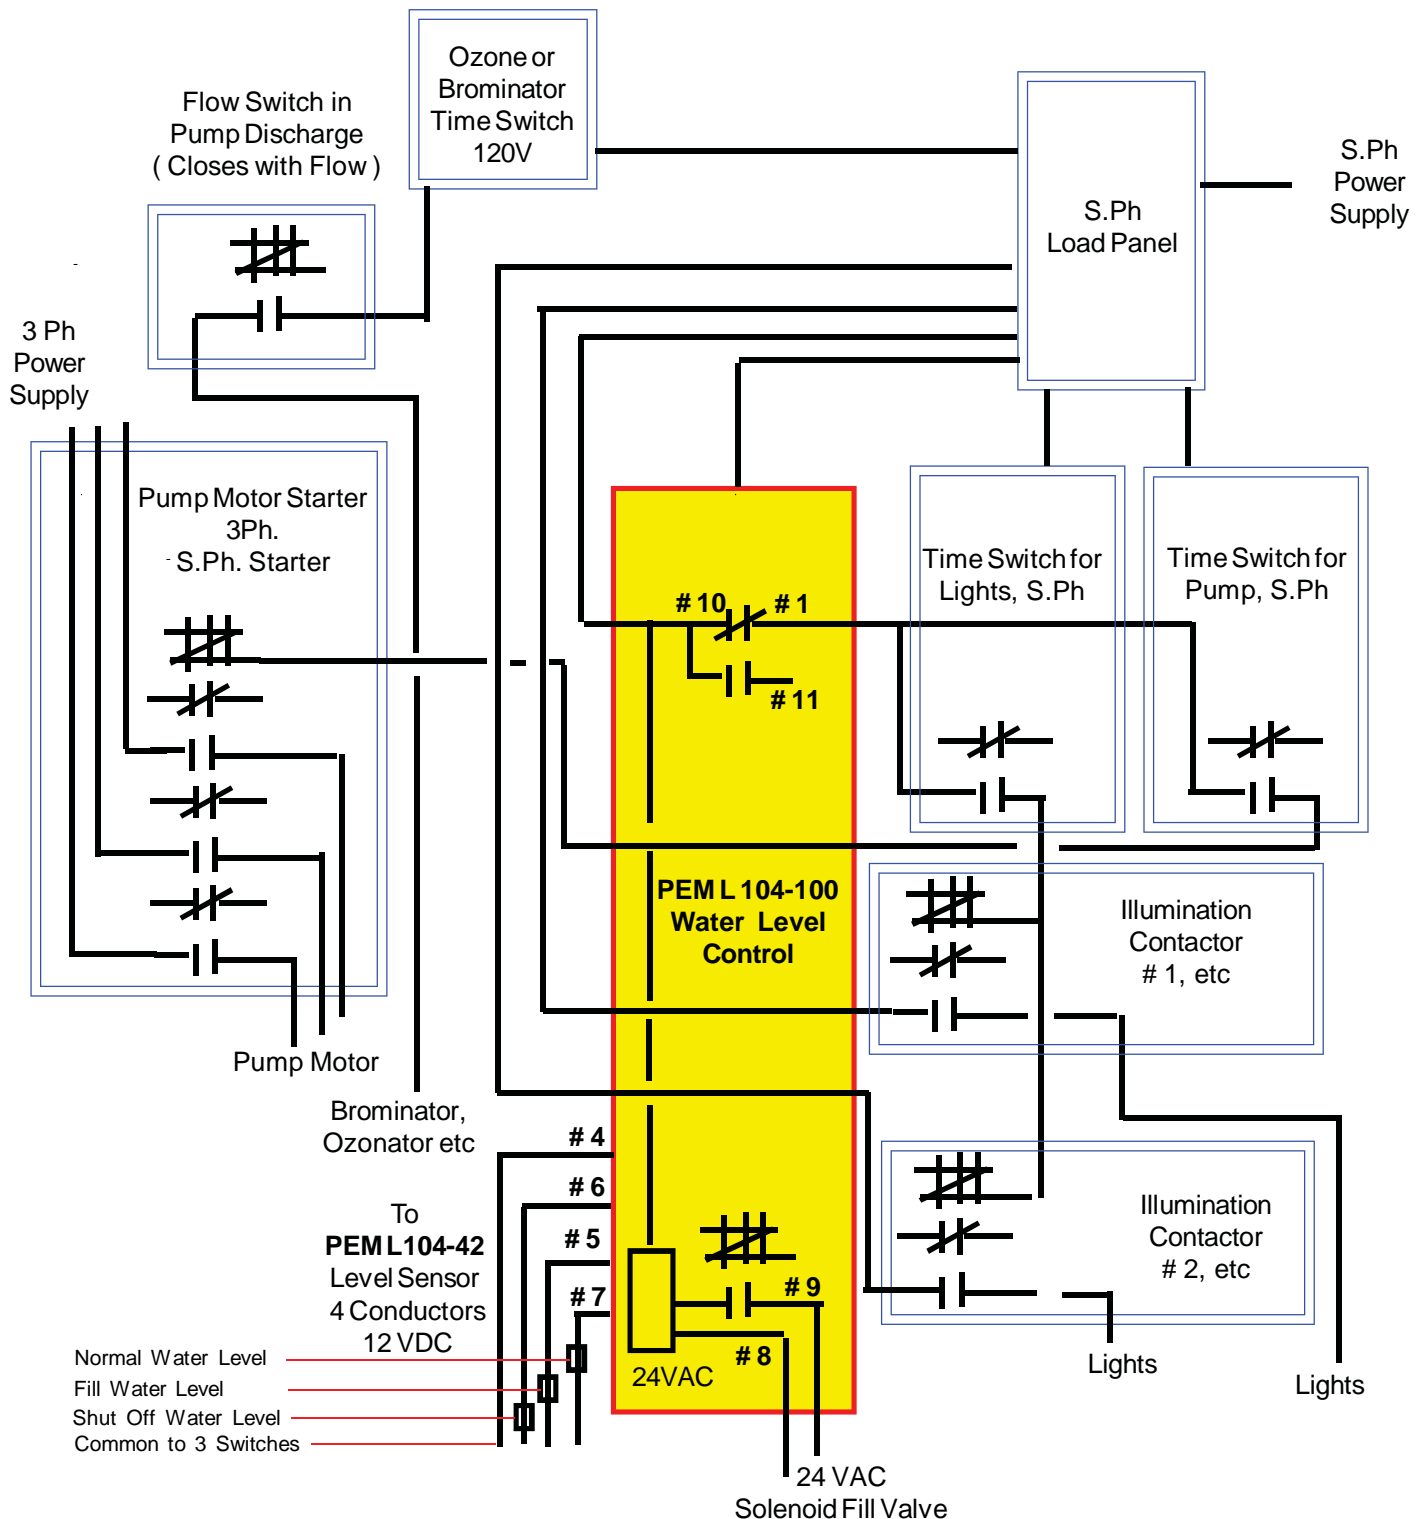 Ozone or
Brominator
Time Switch
120V
Flow Switch in
Pump Discharge
( Closes with Flow )
S.Ph
Power
Supply
S.Ph
Load Panel
3 Ph
Power
Supply
Pump Motor Starter
3Ph.
S.Ph. Starter
Time Switch for
Lights, S.Ph
Time Switch for
Pump, S.Ph
# 10
# 1
# 11
PEM L 104-100
Water Level
Control
Illumination
Contactor
# 1, etc
Pump Motor
Brominator,
Ozonator etc
# 4
# 6
# 5
# 7
To
PEM L104-42
Level Sensor
4 Conductors
12 VDC
Illumination
Contactor
# 2, etc
# 9
# 8
24VAC
Normal Water Level
Fill Water Level
Shut Off Water Level
Common to 3 Switches
Lights
Lights
24 VAC
Solenoid Fill Valve